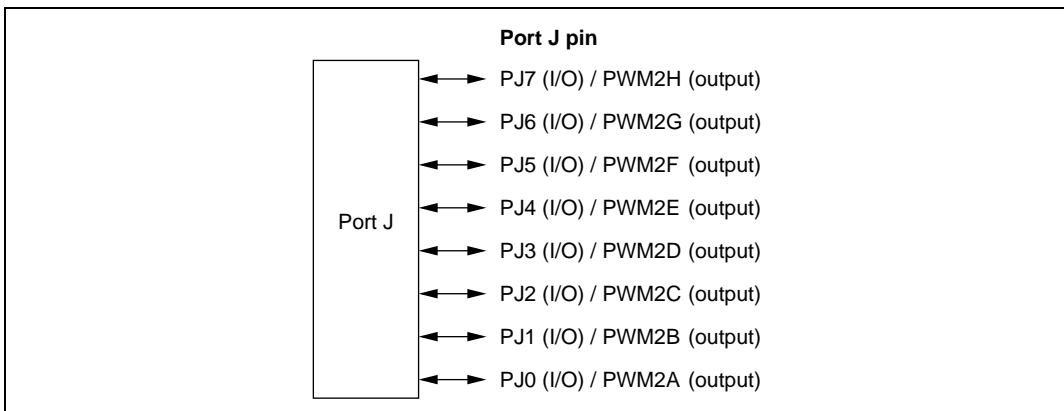 Port J pin
PJ7 (I/O) / PWM2H (output)
PJ6 (I/O) / PWM2G (output)
PJ5 (I/O) / PWM2F (output)
PJ4 (I/O) / PWM2E (output)
Port J
PJ3 (I/O) / PWM2D (output)
PJ2 (I/O) / PWM2C (output)
PJ1 (I/O) / PWM2B (output)
PJ0 (I/O) / PWM2A (output)